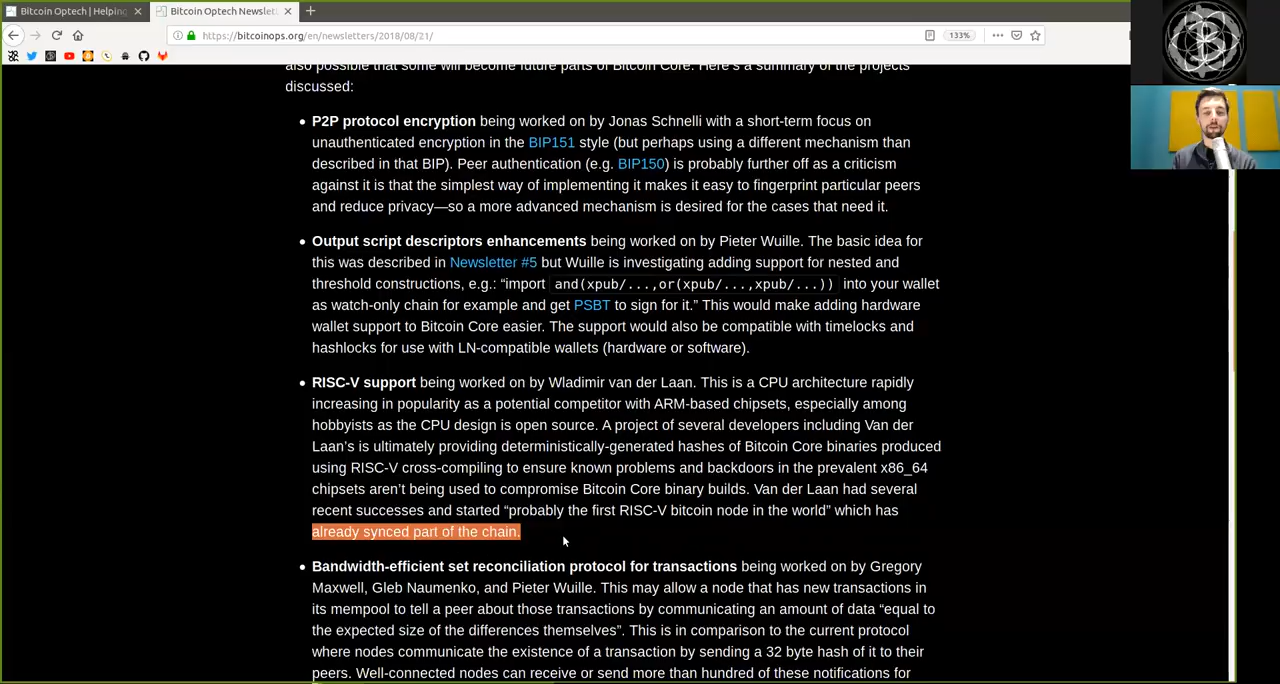 Bitcoin Optech | Helping
Bitcoin Optech Newslet
https://bitcoinops.org/en/newsletters/2018/08/21/
133%
also possible that some will become future parts of Bitcoin Core. Here's a summary of the projects
discussed:
• P2P protocol encryption being worked on by Jonas Schnelli with a short-term focus on
unauthenticated encryption in the BIP151 style (but perhaps using a different mechanism than
described in that BIP). Peer authentication (e.g. BIP150) is probably further off as a criticism
against it is that the simplest way of implementing it makes it easy to fingerprint particular peers
and reduce privacy—so a more advanced mechanism is desired for the cases that need it.
• Output script descriptors enhancements being worked on by Pieter Wuille. The basic idea for
this was described in Newsletter #5 but Wuille is investigating adding support for nested and
threshold constructions, e.g.: “import and(xpub/...,or(xpub/...,xpub/...)) into your wallet
as watch-only chain for example and get PSBT to sign for it.” This would make adding hardware
wallet support to Bitcoin Core easier. The support would also be compatible with timelocks and
hashlocks for use with LN-compatible wallets (hardware or software).
• RISC-V support being worked on by Wladimir van der Laan. This is a CPU architecture rapidly
increasing in popularity as a potential competitor with ARM-based chipsets, especially among
hobbyists as the CPU design is open source. A project of several developers including Van der
Laan's is ultimately providing deterministically-generated hashes of Bitcoin Core binaries produced
using RISC-V cross-compiling to ensure known problems and backdoors in the prevalent x86_64
chipsets aren't being used to compromise Bitcoin Core binary builds. Van der Laan had several
recent successes and started “probably the first RISC-V bitcoin node in the world” which has
already synced part of the chain.
• Bandwidth-efficient set reconciliation protocol for transactions being worked on by Gregory
Maxwell, Gleb Naumenko, and Pieter Wuille. This may allow a node that has new transactions in
its mempool to tell a peer about those transactions by communicating an amount of data “equal to
the expected size of the differences themselves”. This is in comparison to the current protocol
where nodes communicate the existence of a transaction by sending a 32 byte hash of it to their
peers. Well-connected nodes can receive or send more than hundred of these notifications for